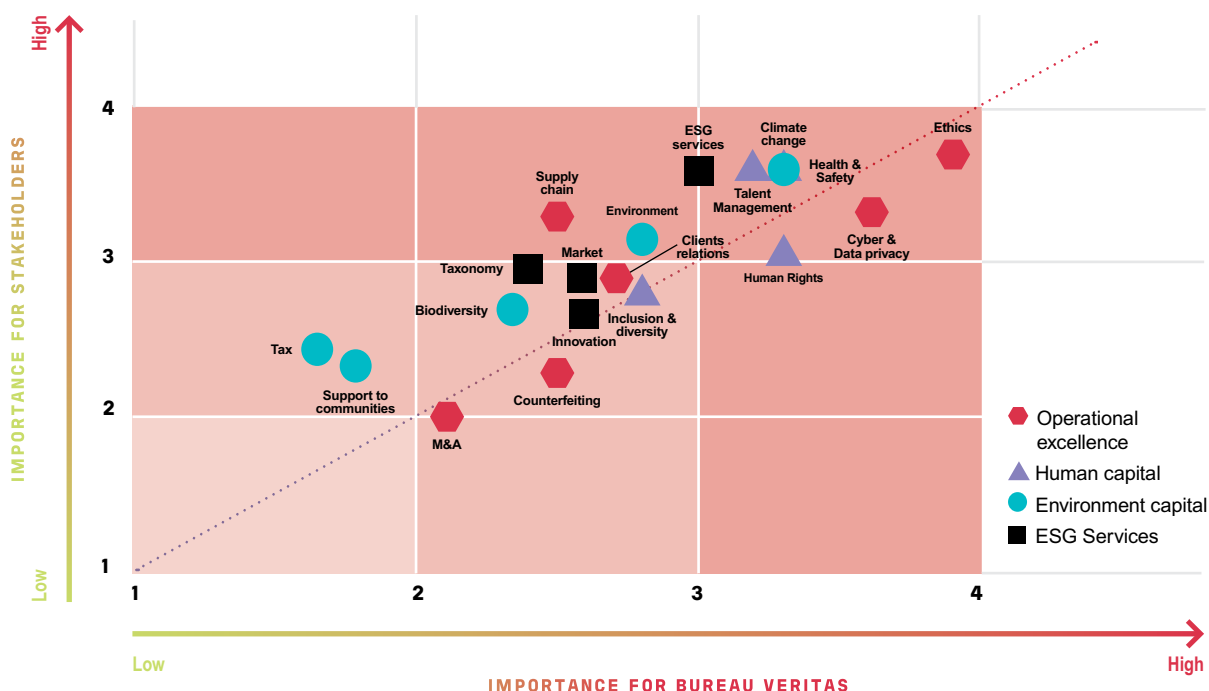 High
IMPORTANCE FOR STAKEHOLDERS
Low
4
3
2
1
Ethics
ESG
services
Climate
change
Health &
Safety
Talent
Management
Supply
chain
Environment
Cyber &
Data privacy
Clients
relations
Market
Taxonomy
Human Rights
Biodiversity
Inclusion &
diversity
Innovation
Tax
Support to
communities
Counterfeiting
M&A
Operational
excellence
Human capital
Environment capital
ESG Services
1
2
3
4
Low
High
IMPORTANCE FOR BUREAU VERITAS